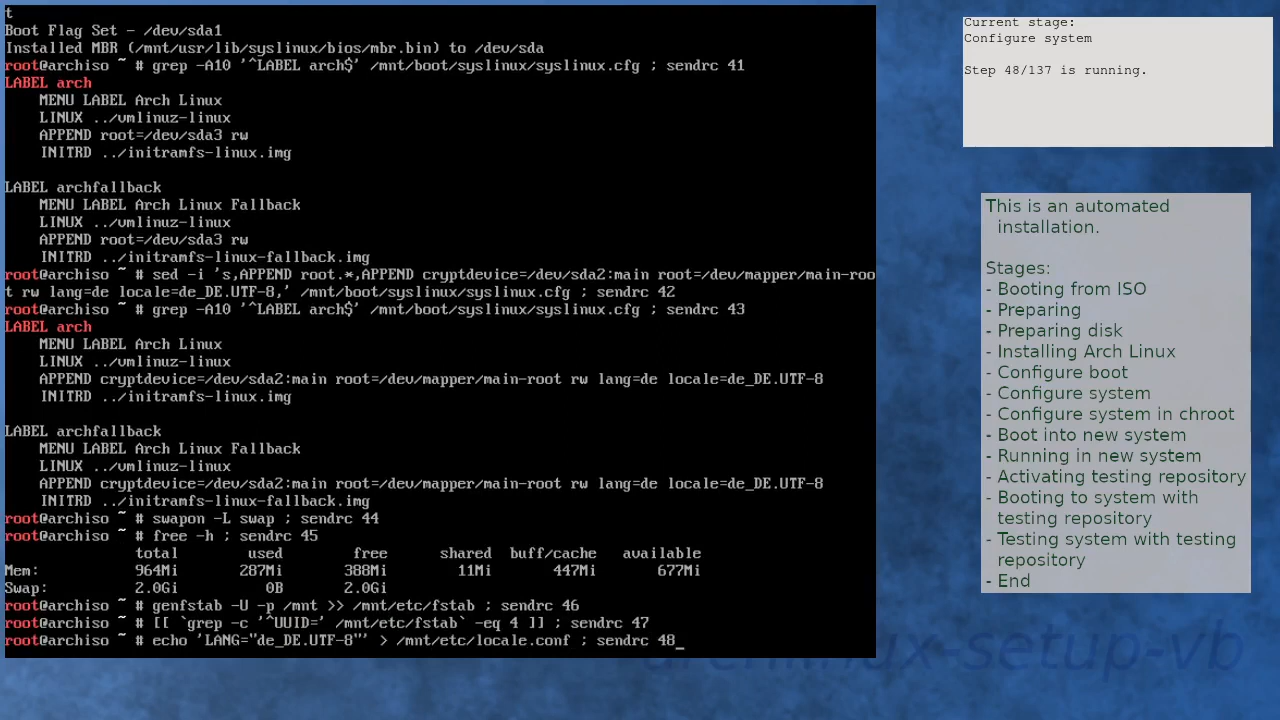 t
Boot Flag Set - /dev/sda1
Installed MBR (/mnt/usr/lib/syslinux/bios/mbr.bin) to /dev/sda
root@archiso ~ # grep -A10 '^LABEL arch$' /mnt/boot/syslinux/syslinux.cfg ; sendrc 41
LABEL arch
    MENU LABEL Arch Linux
    LINUX ../vmlinuz-linux
    APPEND root=/dev/sda3 rw
    INITRD ../initramfs-linux.img

LABEL archfallback
    MENU LABEL Arch Linux Fallback
    LINUX ../vmlinuz-linux
    APPEND root=/dev/sda3 rw
    INITRD ../initramfs-linux-fallback.img
root@archiso ~ # sed -i 's,APPEND root.*,APPEND cryptdevice=/dev/sda2:main root=/dev/mapper/main-roo
t rw lang=de locale=de_DE.UTF-8,' /mnt/boot/syslinux/syslinux.cfg ; sendrc 42
root@archiso ~ # grep -A10 '^LABEL arch$' /mnt/boot/syslinux/syslinux.cfg ; sendrc 43
LABEL arch
    MENU LABEL Arch Linux
    LINUX ../vmlinuz-linux
    APPEND cryptdevice=/dev/sda2:main root=/dev/mapper/main-root rw lang=de locale=de_DE.UTF-8
    INITRD ../initramfs-linux.img

LABEL archfallback
    MENU LABEL Arch Linux Fallback
    LINUX ../vmlinuz-linux
    APPEND cryptdevice=/dev/sda2:main root=/dev/mapper/main-root rw lang=de locale=de_DE.UTF-8
    INITRD ../initramfs-linux-fallback.img
root@archiso ~ # swapon -L swap ; sendrc 44
root@archiso ~ # free -h ; sendrc 45
               total        used        free      shared  buff/cache   available
Mem:           964Mi       287Mi       388Mi        11Mi       447Mi       677Mi
Swap:          2.0Gi          0B       2.0Gi
root@archiso ~ # genfstab -U -p /mnt >> /mnt/etc/fstab ; sendrc 46
root@archiso ~ # [[ `grep -c '^UUID=' /mnt/etc/fstab` -eq 4 ]] ; sendrc 47
root@archiso ~ # echo 'LANG="de_DE.UTF-8"' > /mnt/etc/locale.conf ; sendrc 48_
Current stage:
Configure system

Step 48/137 is running.
This is an automated
installation.

Stages:
- Booting from ISO
- Preparing
- Preparing disk
- Installing Arch Linux
- Configure boot
- Configure system
- Configure system in chroot
- Boot into new system
- Running in new system
- Activating testing repository
- Booting to system with
testing repository
- Testing system with testing
repository
- End
archlinux-setup-vb